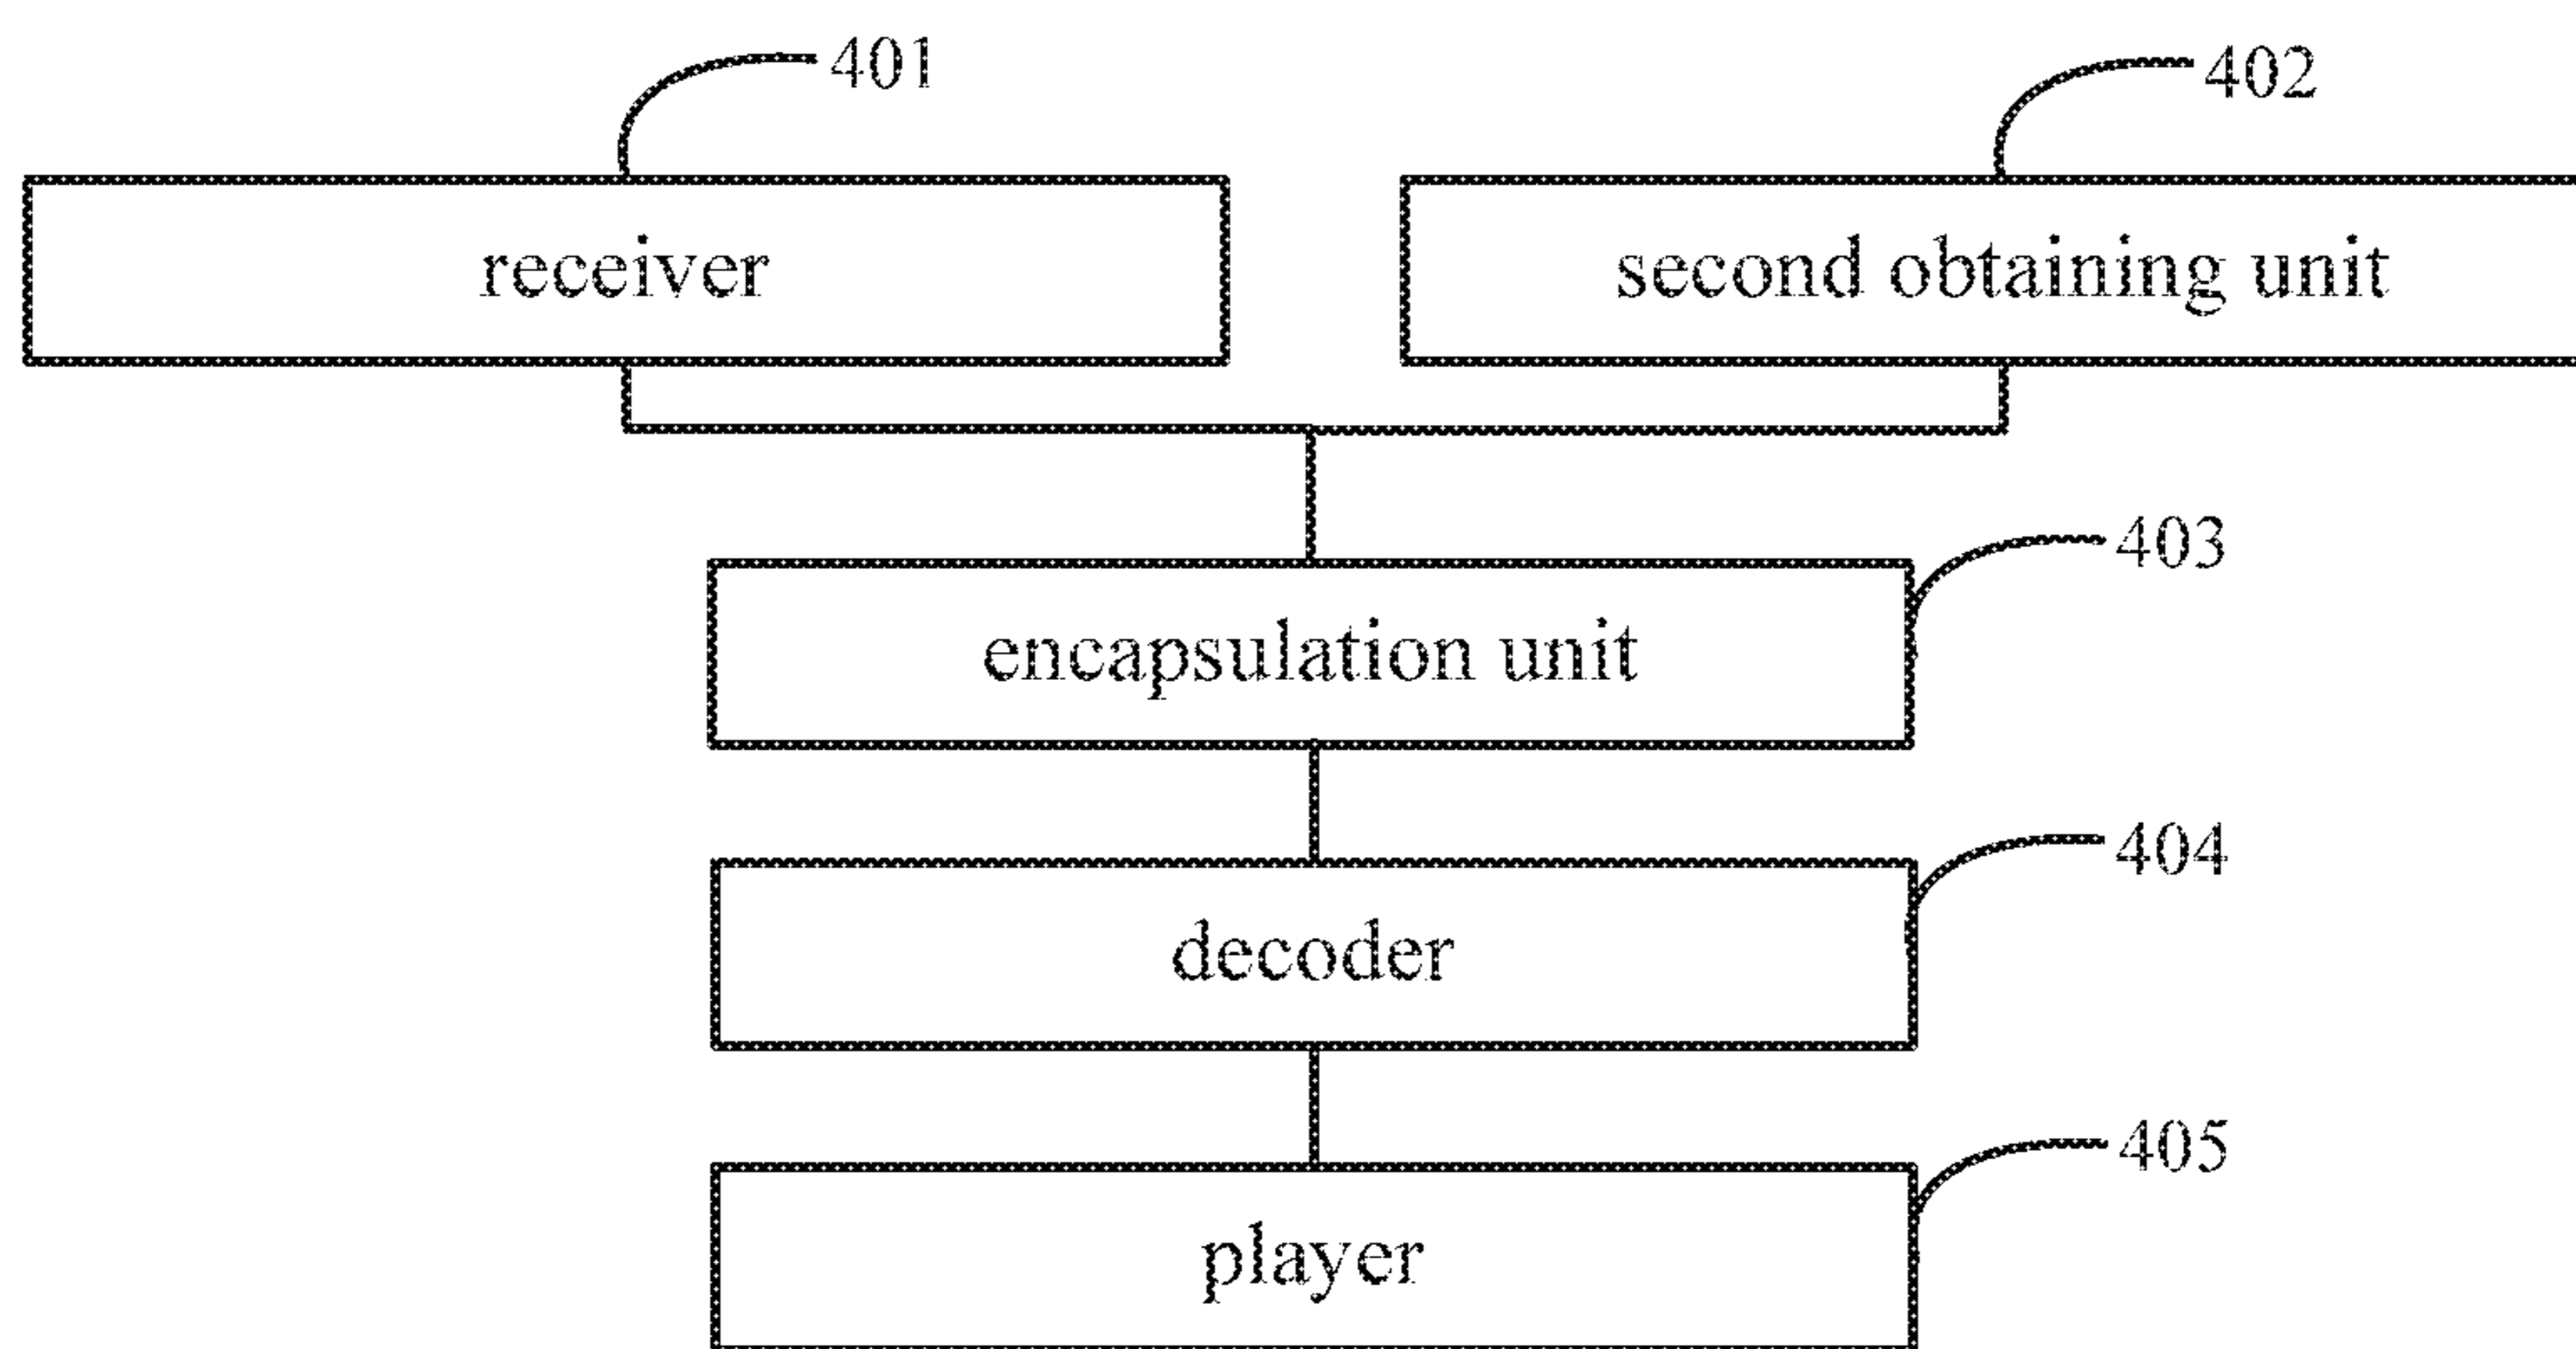 401
402
receiver
second obtaining unit
403
encapsulation unit
404
decoder
405
player